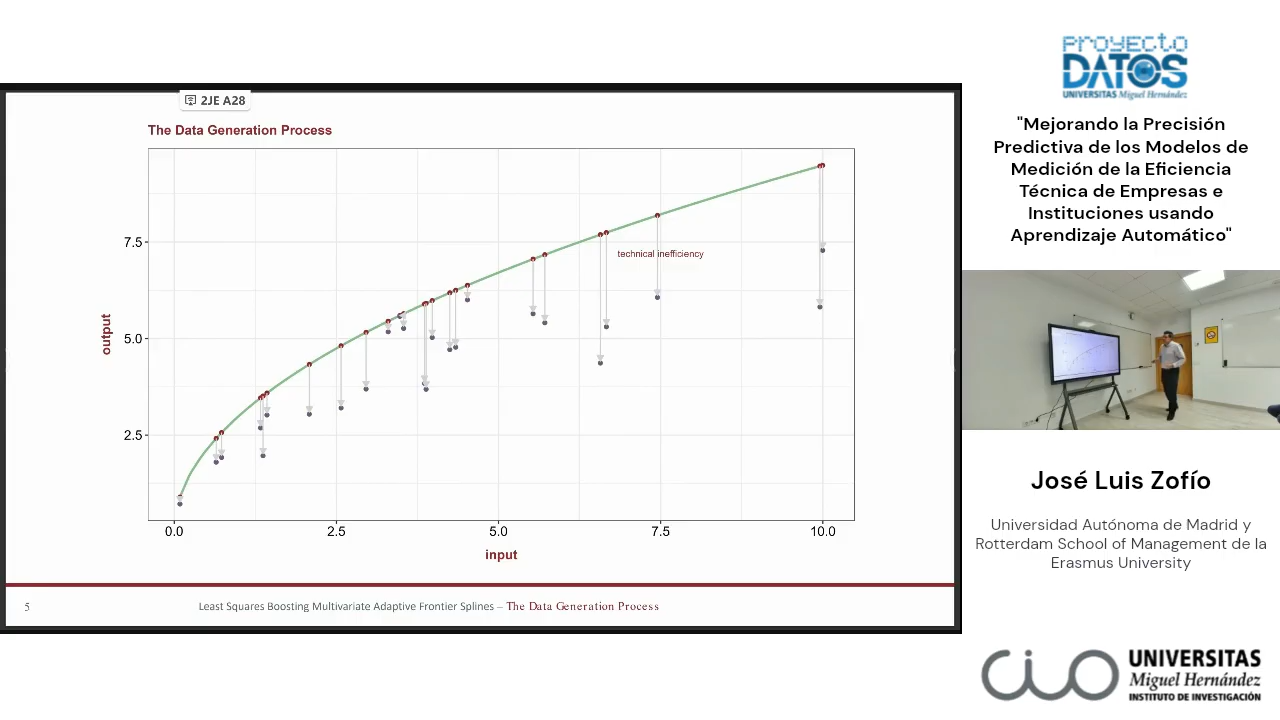 2JE A28
The Data Generation Process
technical inefficiency
7.5
5.0
2.5
output
0.0 2.5 5.0 7.5 10.0
input
5
Least Squares Boosting Multivariate Adaptive Frontier Splines – The Data Generation Process
PROYECTO
DATOS
UNIVERSITAS Miguel Hernández
"Mejorando la Precisión
Predictiva de los Modelos de
Medición de la Eficiencia
Técnica de Empresas e
Instituciones usando
Aprendizaje Automático"
José Luis Zofío
Universidad Autónoma de Madrid y
Rotterdam School of Management de la
Erasmus University
CIO
UNIVERSITAS
Miguel Hernández
INSTITUTO DE INVESTIGACIÓN